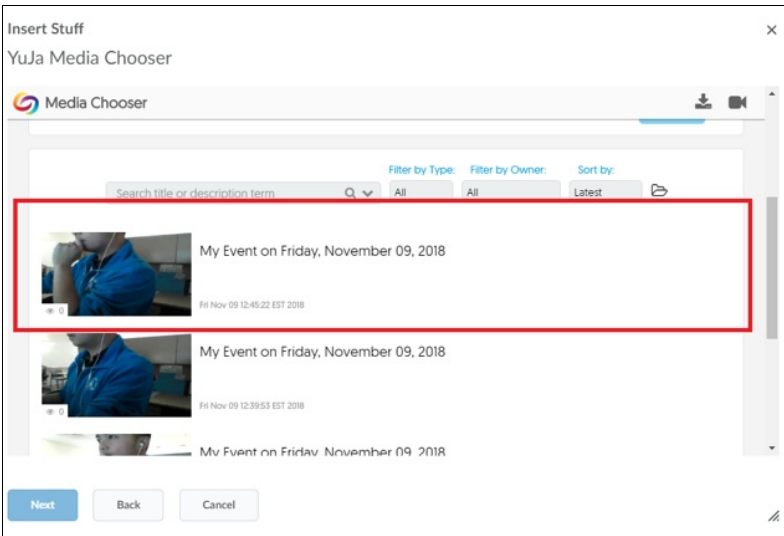 Insert Stuff
YuJa Media Chooser
Media Chooser
Filter by Type: Filter by Owner: Sort by:
Search title or description term All All Latest
My Event on Friday, November 09, 2018
0 Fri Nov 09 12:45:22 EST 2018
My Event on Friday, November 09, 2018
0 Fri Nov 09 12:39:53 EST 2018
My Event on Friday, November 09, 2018
Next Back Cancel